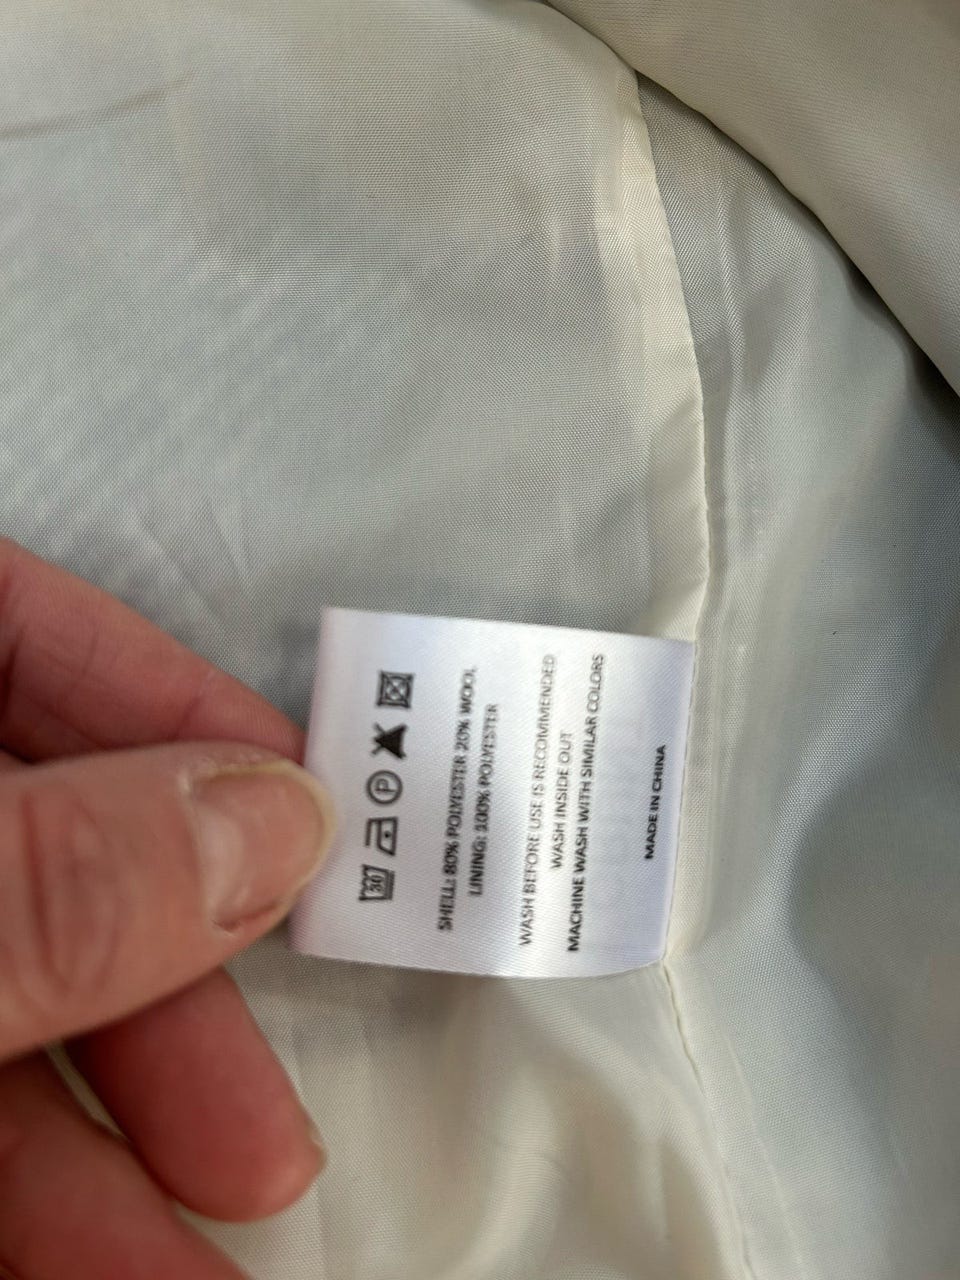 30
P
SHELL: 80% POLYESTER 20% WOOL
LINING: 100% POLYESTER
WASH BEFORE USE IS RECOMMENDED
WASH INSIDE OUT
MACHINE WASH WITH SIMILAR COLORS
MADE IN CHINA